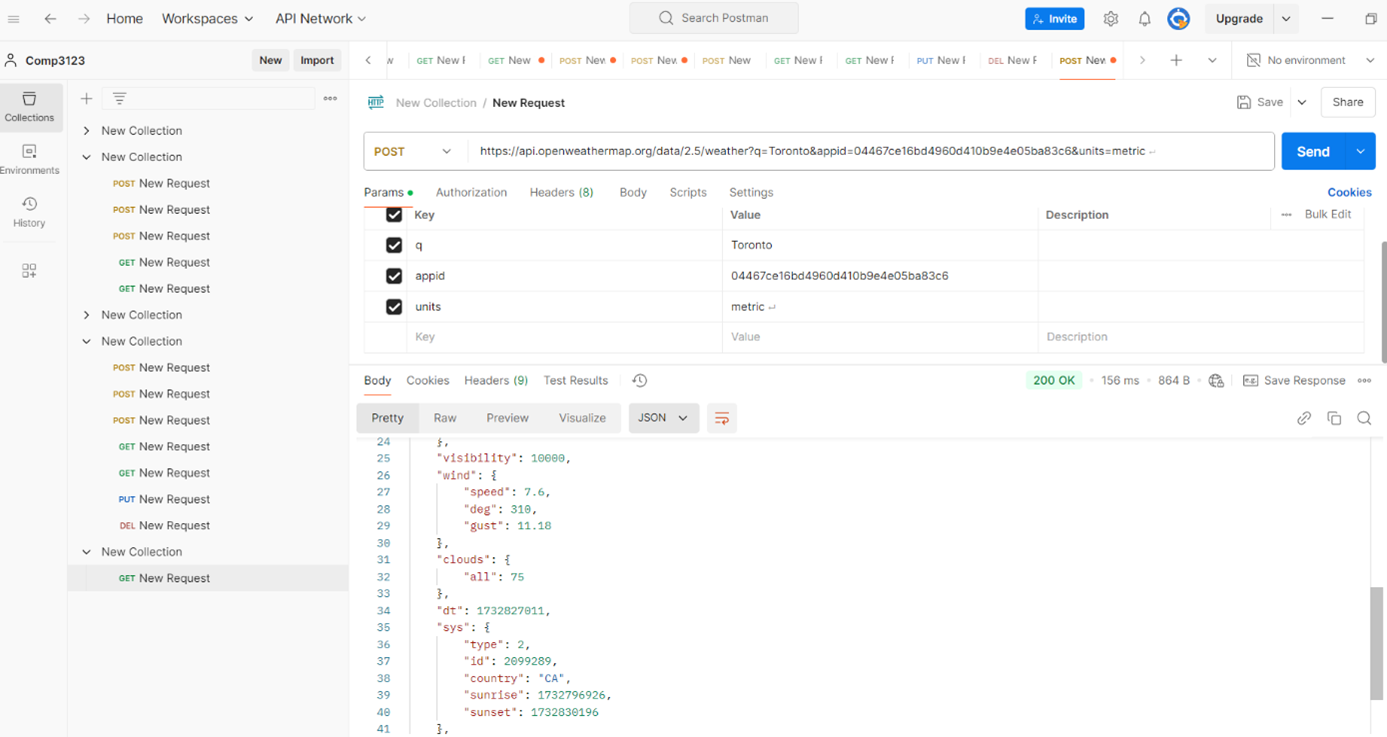 Home Workspaces API Network Search Postman Invite Upgrade
Comp3123 New Import w GET New F GET New POST New POST New POST New GET New F GET New F PUT New F DEL New F POST New No environment
Collections
Environments
History
New Collection
New Collection
POST New Request
POST New Request
POST New Request
GET New Request
GET New Request
New Collection
New Collection
POST New Request
POST New Request
POST New Request
GET New Request
GET New Request
PUT New Request
DEL New Request
New Collection
GET New Request
HTTP New Collection / New Request Save Share
POST https://api.openweathermap.org/data/2.5/weather?q=Toronto&appid=04467ce16bd4960d410b9e4e05ba83c6&units=metric Send
Params Authorization Headers (8) Body Scripts Settings Cookies
Key Value Description Bulk Edit
q Toronto
appid 04467ce16bd4960d410b9e4e05ba83c6
units metric
Key Value Description
Body Cookies Headers (9) Test Results 200 OK 156 ms 864 B Save Response
Pretty Raw Preview Visualize JSON
24 },
25 "visibility": 10000,
26 "wind": {
27 "speed": 7.6,
28 "deg": 310,
29 "gust": 11.18
30 },
31 "clouds": {
32 "all": 75
33 },
34 "dt": 1732827011,
35 "sys": {
36 "type": 2,
37 "id": 2099289,
38 "country": "CA",
39 "sunrise": 1732796926,
40 "sunset": 1732830196
41 },